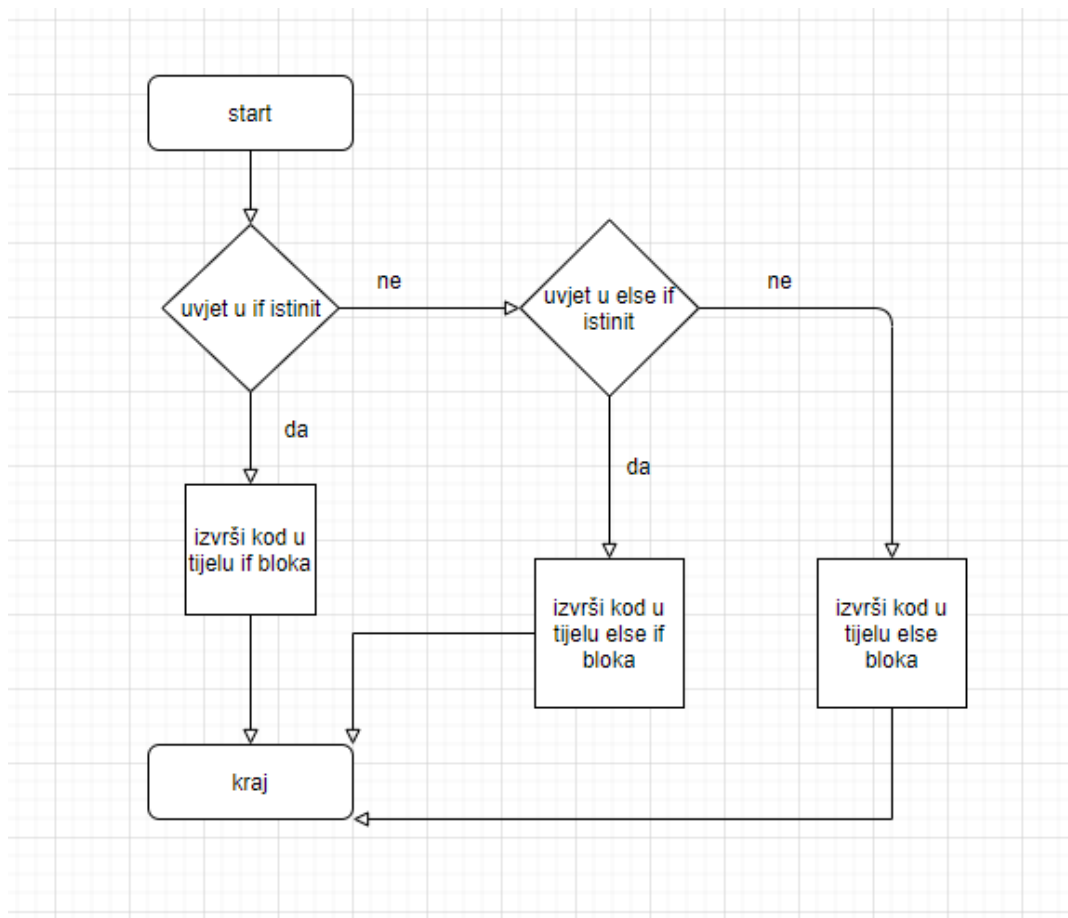 start
uvjet u if istinit
ne
uvjet u else if
istinit
ne
da
da
izvrši kod u
tijelu if bloka
izvrši kod u
tijelu else if
bloka
izvrši kod u
tijelu else
bloka
kraj